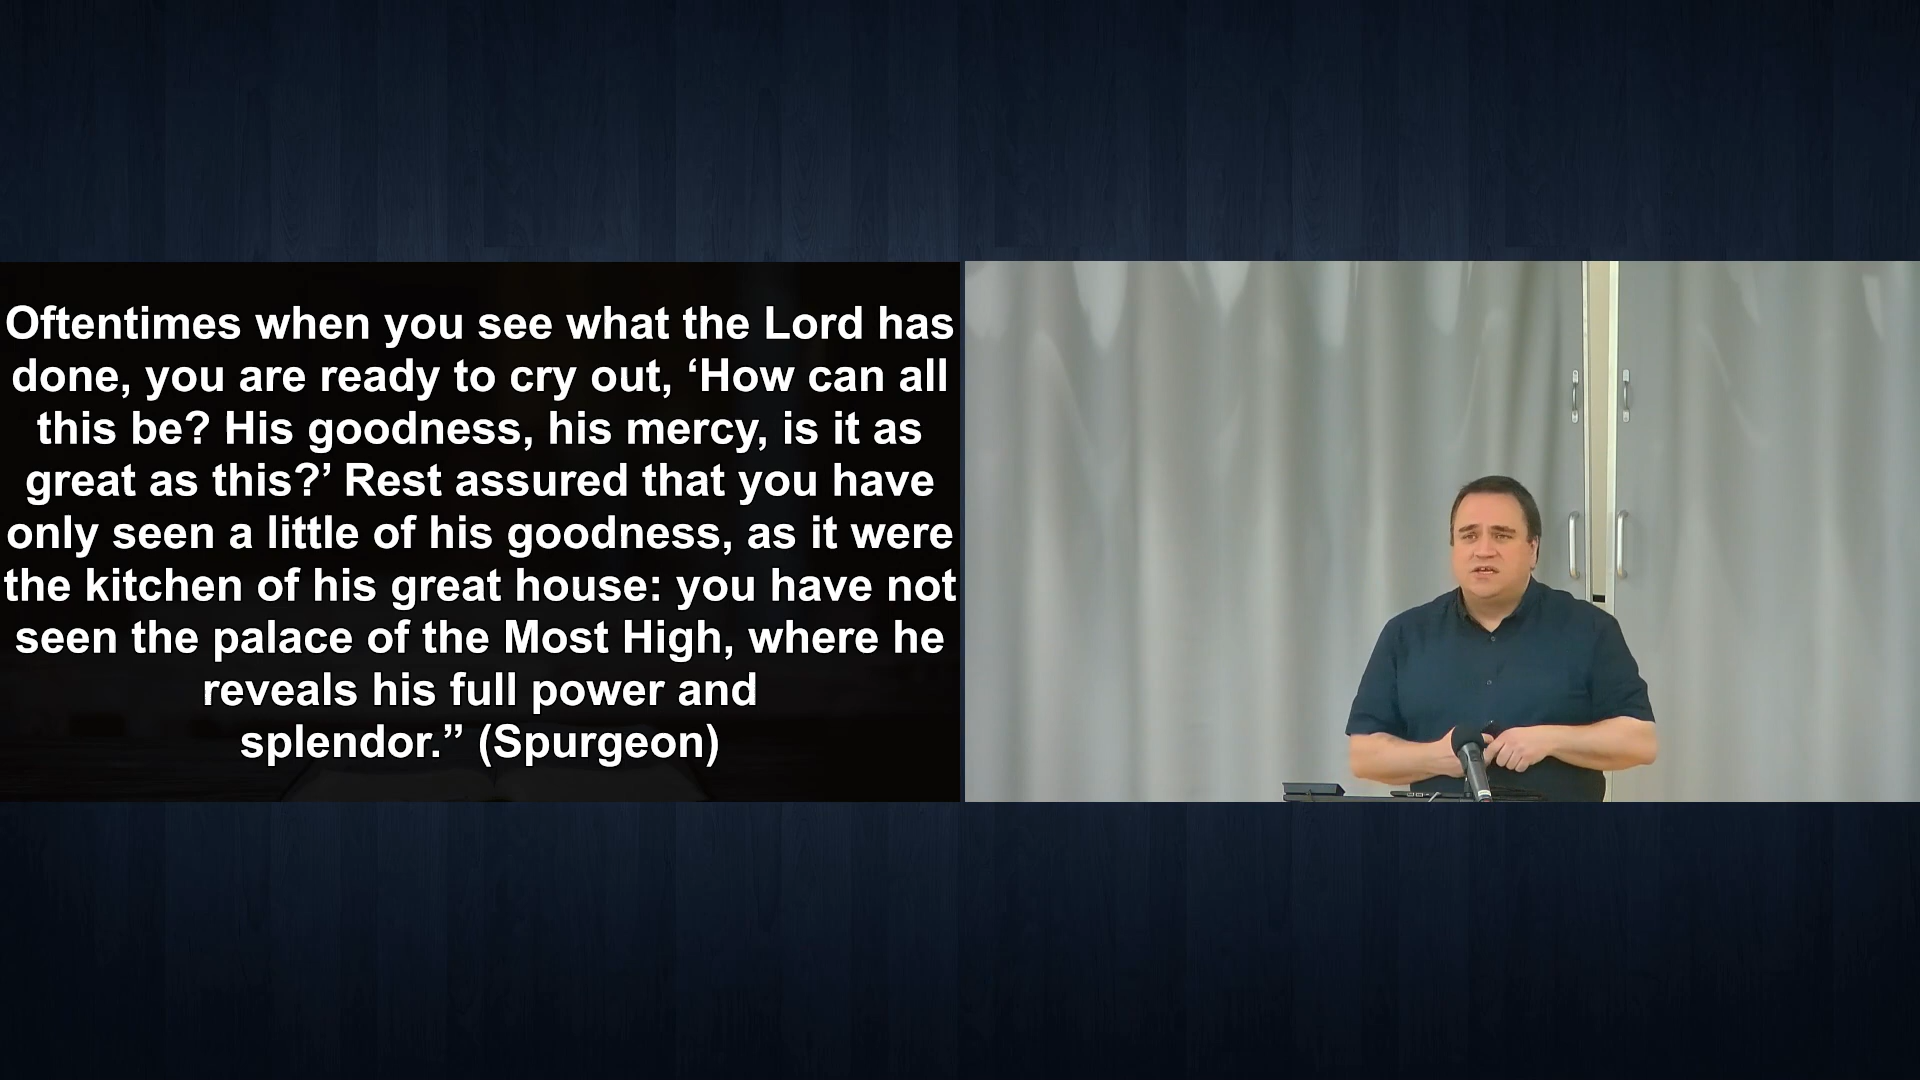 Oftentimes when you see what the Lord has
done, you are ready to cry out, ‘How can all
this be? His goodness, his mercy, is it as
great as this?’ Rest assured that you have
only seen a little of his goodness, as it were
the kitchen of his great house: you have not
seen the palace of the Most High, where he
reveals his full power and
splendor.” (Spurgeon)